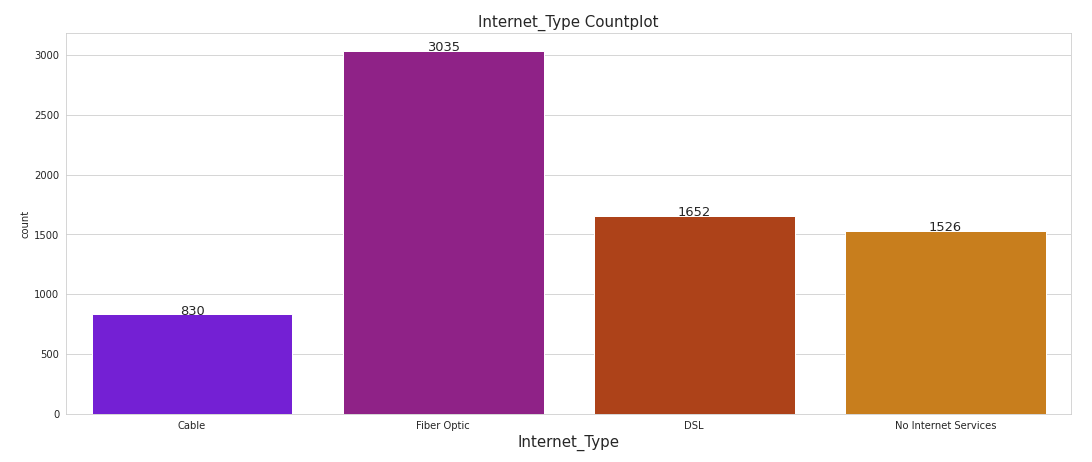 Internet_Type Countplot
3000
2500
2000
1500
1000
500
0
count
830
3035
1652
1526
Cable
Fiber Optic
DSL
No Internet Services
Internet_Type